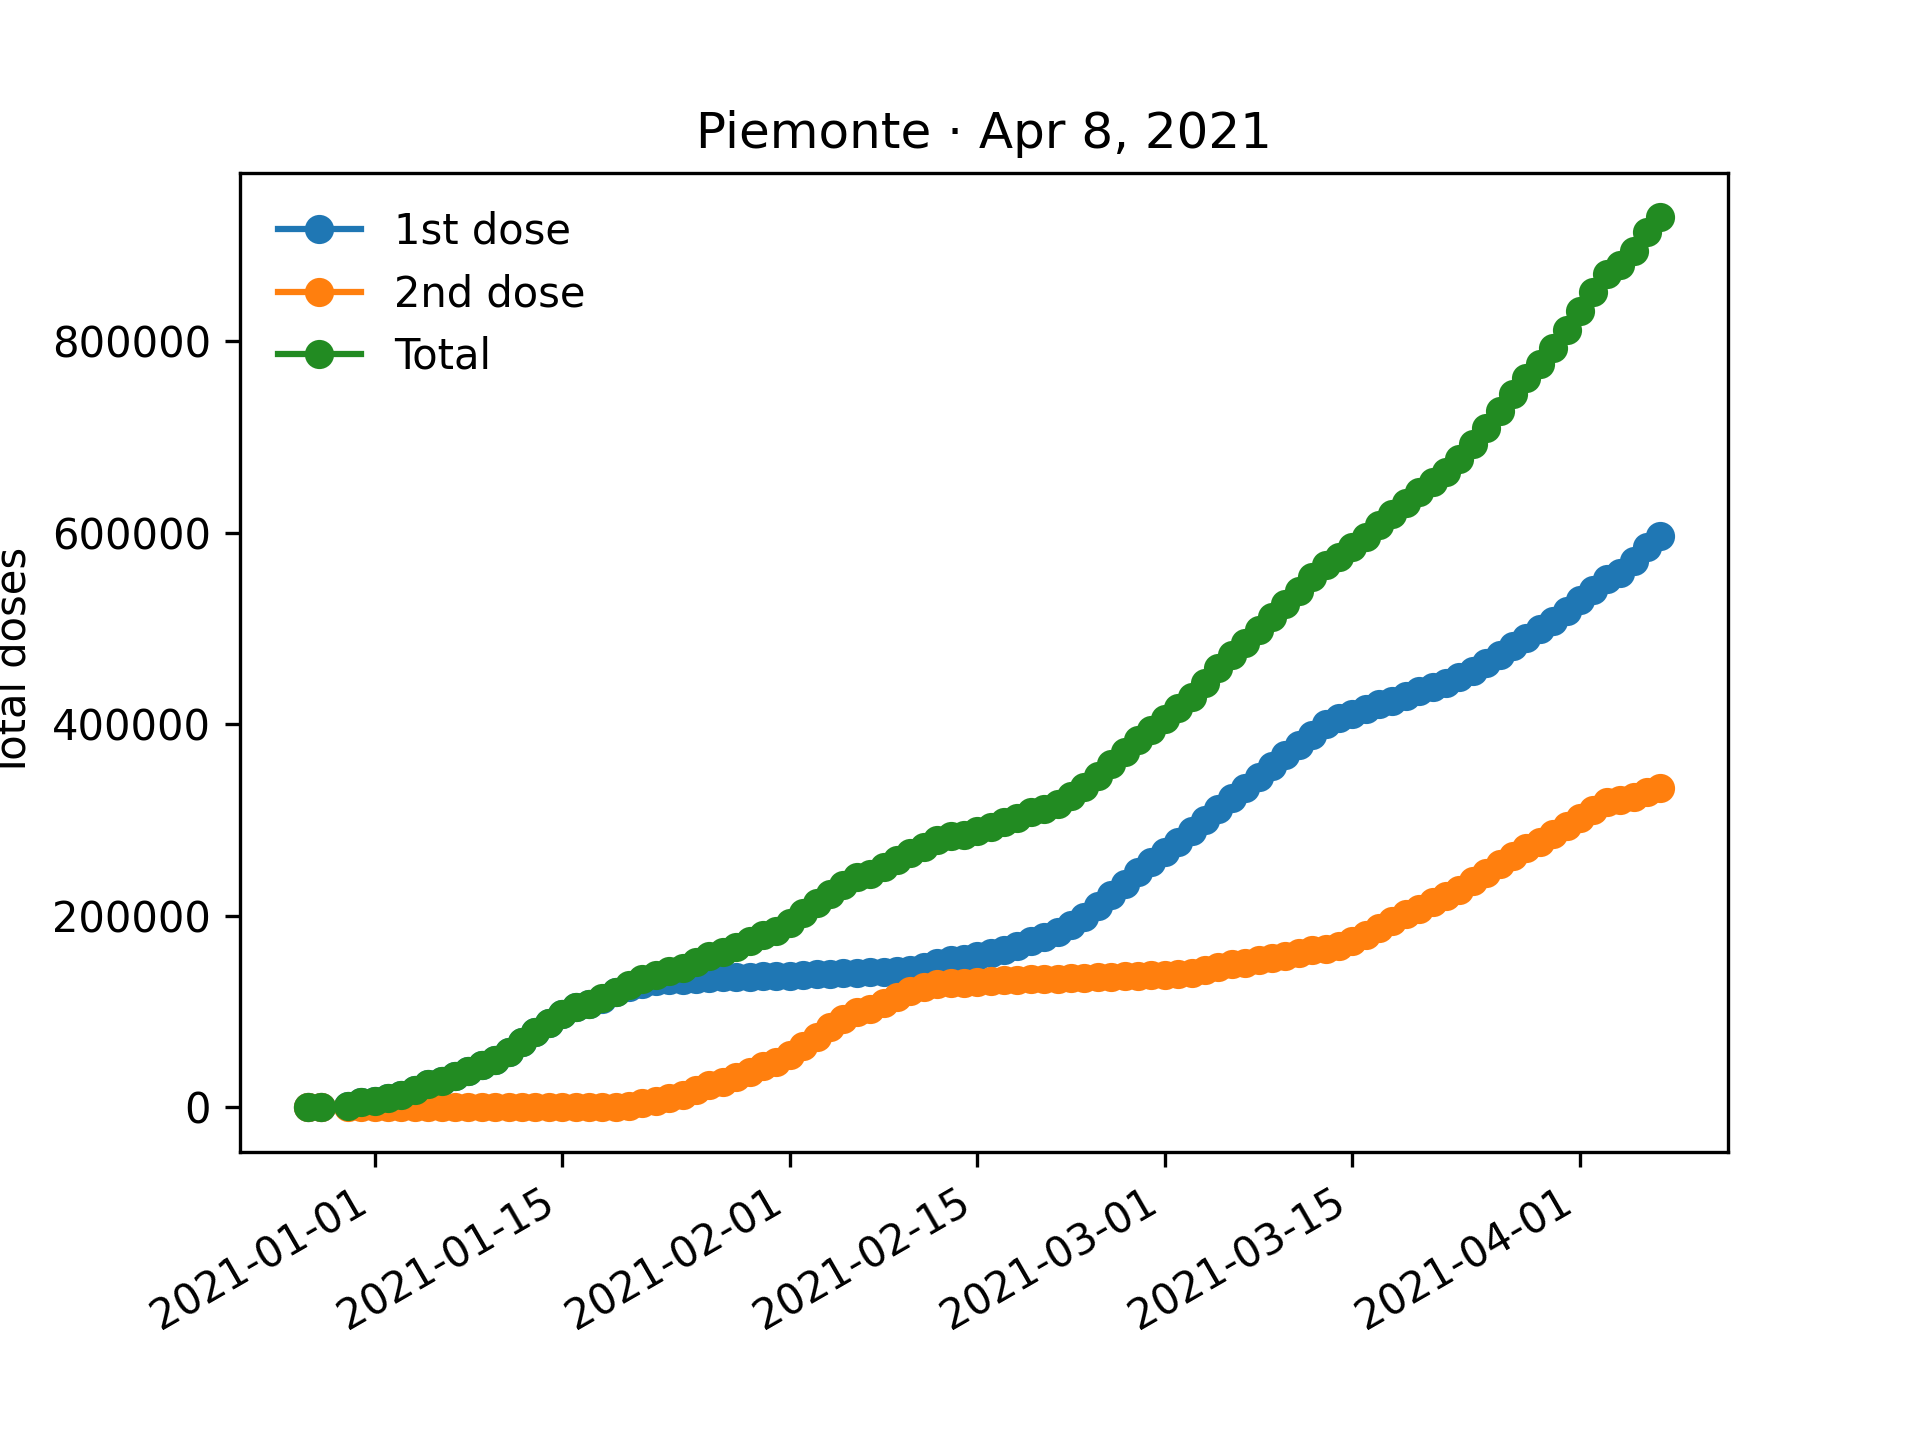 Piemonte · Apr 8, 2021
1st dose
2nd dose
Total
800000
600000
400000
200000
0
Total doses
2021-01-01
2021-01-15
2021-02-01
2021-02-15
2021-03-01
2021-03-15
2021-04-01